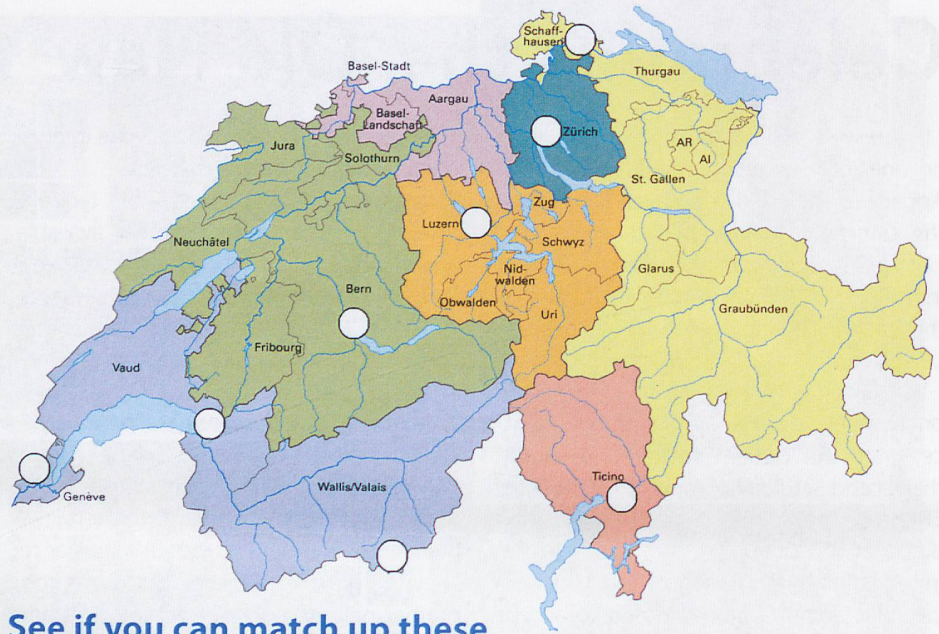 Schaff-
hausen
Basel-Stadt
Thurgau
Aargau
Basel-
Landschaft
Zürich
Jura
AR
Solothurn
AI
St. Gallen
Zug
Luzern
Neuchâtel
Schwyz
Nid-
walden
Glarus
Bern
Obwalden
Uri
Graubünden
Fribourg
Vaud
Ticino
Wallis/Valais
Genève
See if you can match up these